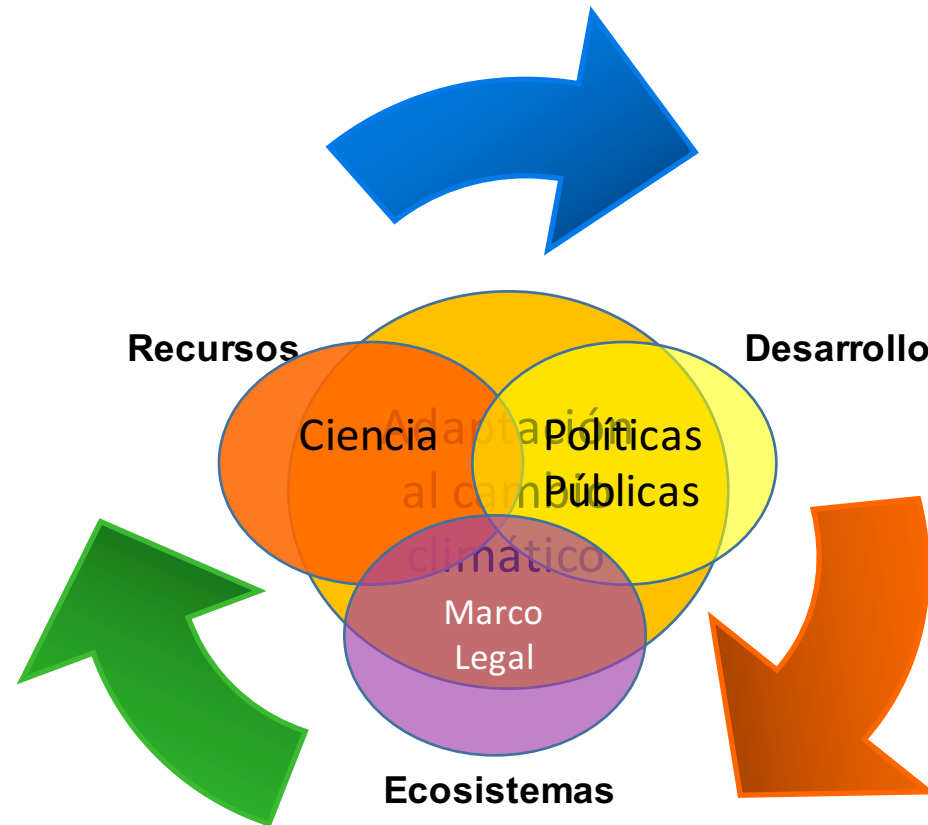 Recursos
Desarrollo
Ciencia
Adaptación
al cambio
climático
Políticas
Públicas
Marco
Legal
Ecosistemas